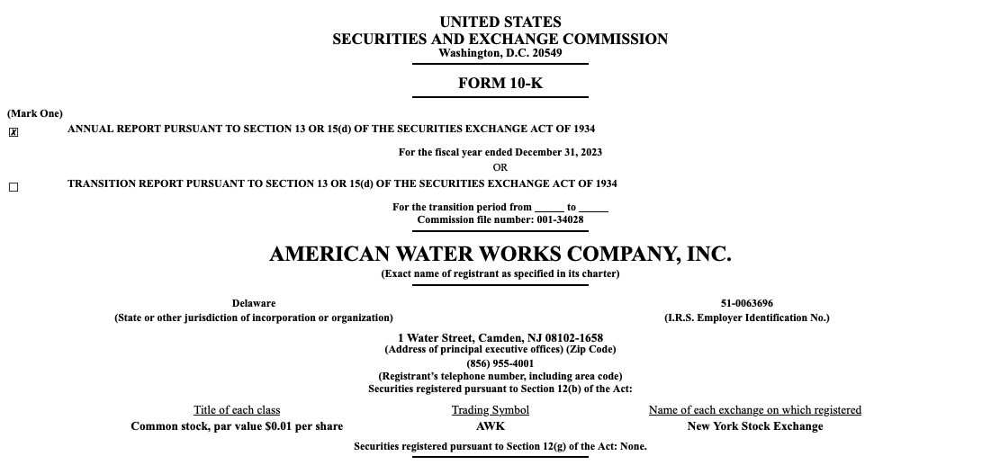 UNITED STATES
SECURITIES AND EXCHANGE COMMISSION
Washington, D.C. 20549
FORM 10-K
(Mark One)
☒ ANNUAL REPORT PURSUANT TO SECTION 13 OR 15(d) OF THE SECURITIES EXCHANGE ACT OF 1934
For the fiscal year ended December 31, 2023
OR
☐ TRANSITION REPORT PURSUANT TO SECTION 13 OR 15(d) OF THE SECURITIES EXCHANGE ACT OF 1934
For the transition period from _____ to _____
Commission file number: 001-34028
AMERICAN WATER WORKS COMPANY, INC.
(Exact name of registrant as specified in its charter)
Delaware 51-0063696
(State or other jurisdiction of incorporation or organization) (I.R.S. Employer Identification No.)
1 Water Street, Camden, NJ 08102-1658
(Address of principal executive offices) (Zip Code)
(856) 955-4001
(Registrant’s telephone number, including area code)
Securities registered pursuant to Section 12(b) of the Act:
Title of each class Trading Symbol Name of each exchange on which registered
Common stock, par value $0.01 per share AWK New York Stock Exchange
Securities registered pursuant to Section 12(g) of the Act: None.